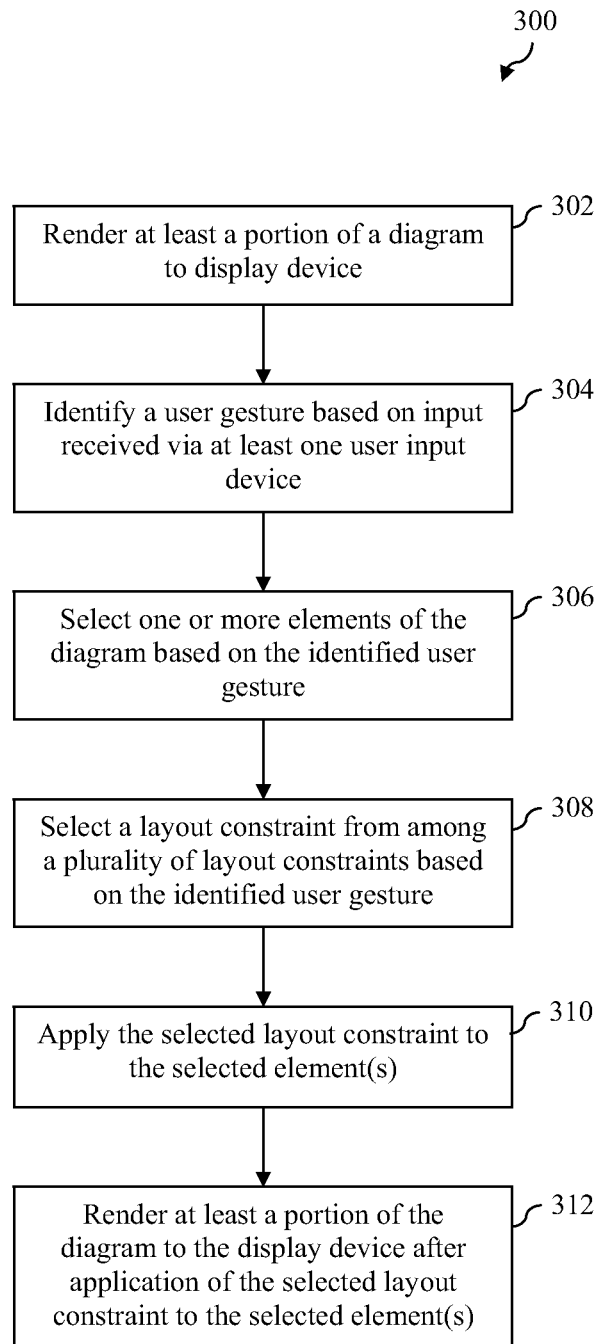 300
302
Render at least a portion of a diagram
to display device
304
Identify a user gesture based on input
received via at least one user input
device
306
Select one or more elements of the
diagram based on the identified user
gesture
308
Select a layout constraint from among
a plurality of layout constraints based
on the identified user gesture
310
Apply the selected layout constraint to
the selected element(s)
312
Render at least a portion of the
diagram to the display device after
application of the selected layout
constraint to the selected element(s)